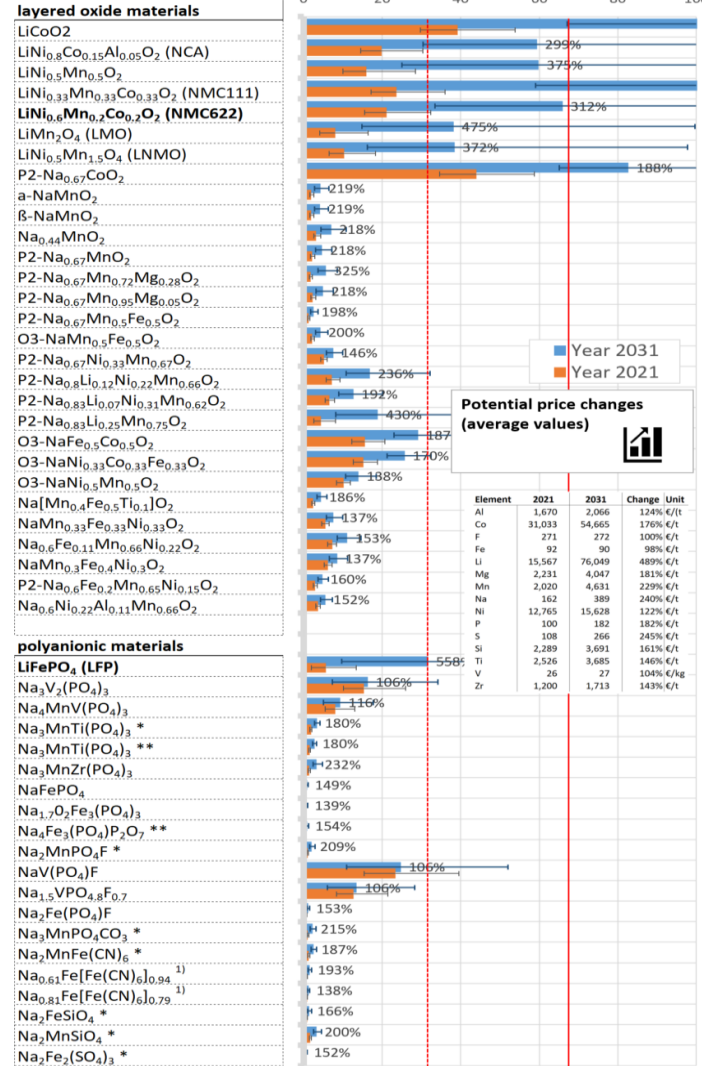 0 20 40 60 80
layered oxide materials
LiCoO2
LiNi₀.₈Co₀.₁₅Al₀.₀₅O₂ (NCA) 299%
LiNi₀.₅Mn₀.₅O₂ 375%
LiNi₀.₃₃Mn₀.₃₃Co₀.₃₃O₂ (NMC111)
LiNi₀.₆Mn₀.₂Co₀.₂O₂ (NMC622) 312%
LiMn₂O₄ (LMO) 475%
LiNi₀.₅Mn₁.₅O₄ (LNMO) 372%
P2-Na₀.₆₇CoO₂ 188%
a-NaMnO₂ 219%
ß-NaMnO₂ 219%
Na₀.₄₄MnO₂ 218%
P2-Na₀.₆₇MnO₂ 218%
P2-Na₀.₆₇Mn₀.₇₂Mg₀.₂₈O₂ 325%
P2-Na₀.₆₇Mn₀.₉₅Mg₀.₀₅O₂ 218%
P2-Na₀.₆₇Mn₀.₅Fe₀.₅O₂ 198%
O3-NaMn₀.₅Fe₀.₅O₂ 200%
P2-Na₀.₆₇Ni₀.₃₃Mn₀.₆₇O₂ 146%
P2-Na₀.₈Li₀.₁₂Ni₀.₂₂Mn₀.₆₆O₂ 236%
P2-Na₀.₈₃Li₀.₀₇Ni₀.₃₁Mn₀.₆₂O₂ 192%
P2-Na₀.₈₃Li₀.₂₅Mn₀.₇₅O₂ 430%
O3-NaFe₀.₅Co₀.₅O₂ 187
O3-NaNi₀.₃₃Co₀.₃₃Fe₀.₃₃O₂ 170%
O3-NaNi₀.₅Mn₀.₅O₂ 138%
Na[Mn₀.₄Fe₀.₅Ti₀.₁]O₂ 186%
NaMn₀.₃₃Fe₀.₃₃Ni₀.₃₃O₂ 137%
Na₀.₆Fe₀.₁₁Mn₀.₆₆Ni₀.₂₂O₂ 153%
NaMn₀.₃Fe₀.₄Ni₀.₃O₂ 137%
P2-Na₀.₆Fe₀.₂Mn₀.₆₅Ni₀.₁₅O₂ 160%
Na₀.₆Ni₀.₂₂Al₀.₁₁Mn₀.₆₆O₂ 152%
Year 2031
Year 2021
Potential price changes
(average values)
Element 2021 2031 Change Unit
Al 1,670 2,066 124% €/(t
Co 31,033 54,665 176% €/t
F 271 272 100% €/t
Fe 92 90 98% €/t
Li 15,567 76,049 489% €/t
Mg 2,231 4,047 181% €/t
Mn 2,020 4,631 229% €/t
Na 162 389 240% €/t
Ni 12,765 15,628 122% €/t
P 100 182 182% €/t
S 108 266 245% €/t
Si 2,289 3,691 161% €/t
Ti 2,526 3,685 146% €/t
V 26 27 104% €/kg
Zr 1,200 1,713 143% €/t
polyanionic materials
LiFePO₄ (LFP) 558%
Na₃V₂(PO₄)₃ 106%
Na₄MnV(PO₄)₃ 116%
Na₃MnTi(PO₄)₃ * 180%
Na₃MnTi(PO₄)₃ ** 180%
Na₃MnZr(PO₄)₃ 232%
NaFePO₄ 149%
Na₁.₇0₂Fe₃(PO₄)₃ 139%
Na₄Fe₃(PO₄)P₂O₇ ** 154%
Na₂MnPO₄F * 209%
NaV(PO₄)F 106%
Na₁.₅VPO₄.₈F₀.₇ 106%
Na₂Fe(PO₄)F 153%
Na₃MnPO₄CO₃ * 215%
Na₂MnFe(CN)₆ * 187%
Na₀.₆₁Fe[Fe(CN)₆]₀.₉₄ ¹⁾ 193%
Na₀.₈₁Fe[Fe(CN)₆]₀.₇₉ ¹⁾ 138%
Na₂FeSiO₄ * 166%
Na₂MnSiO₄ * 200%
Na₂Fe₂(SO₄)₃ * 152%